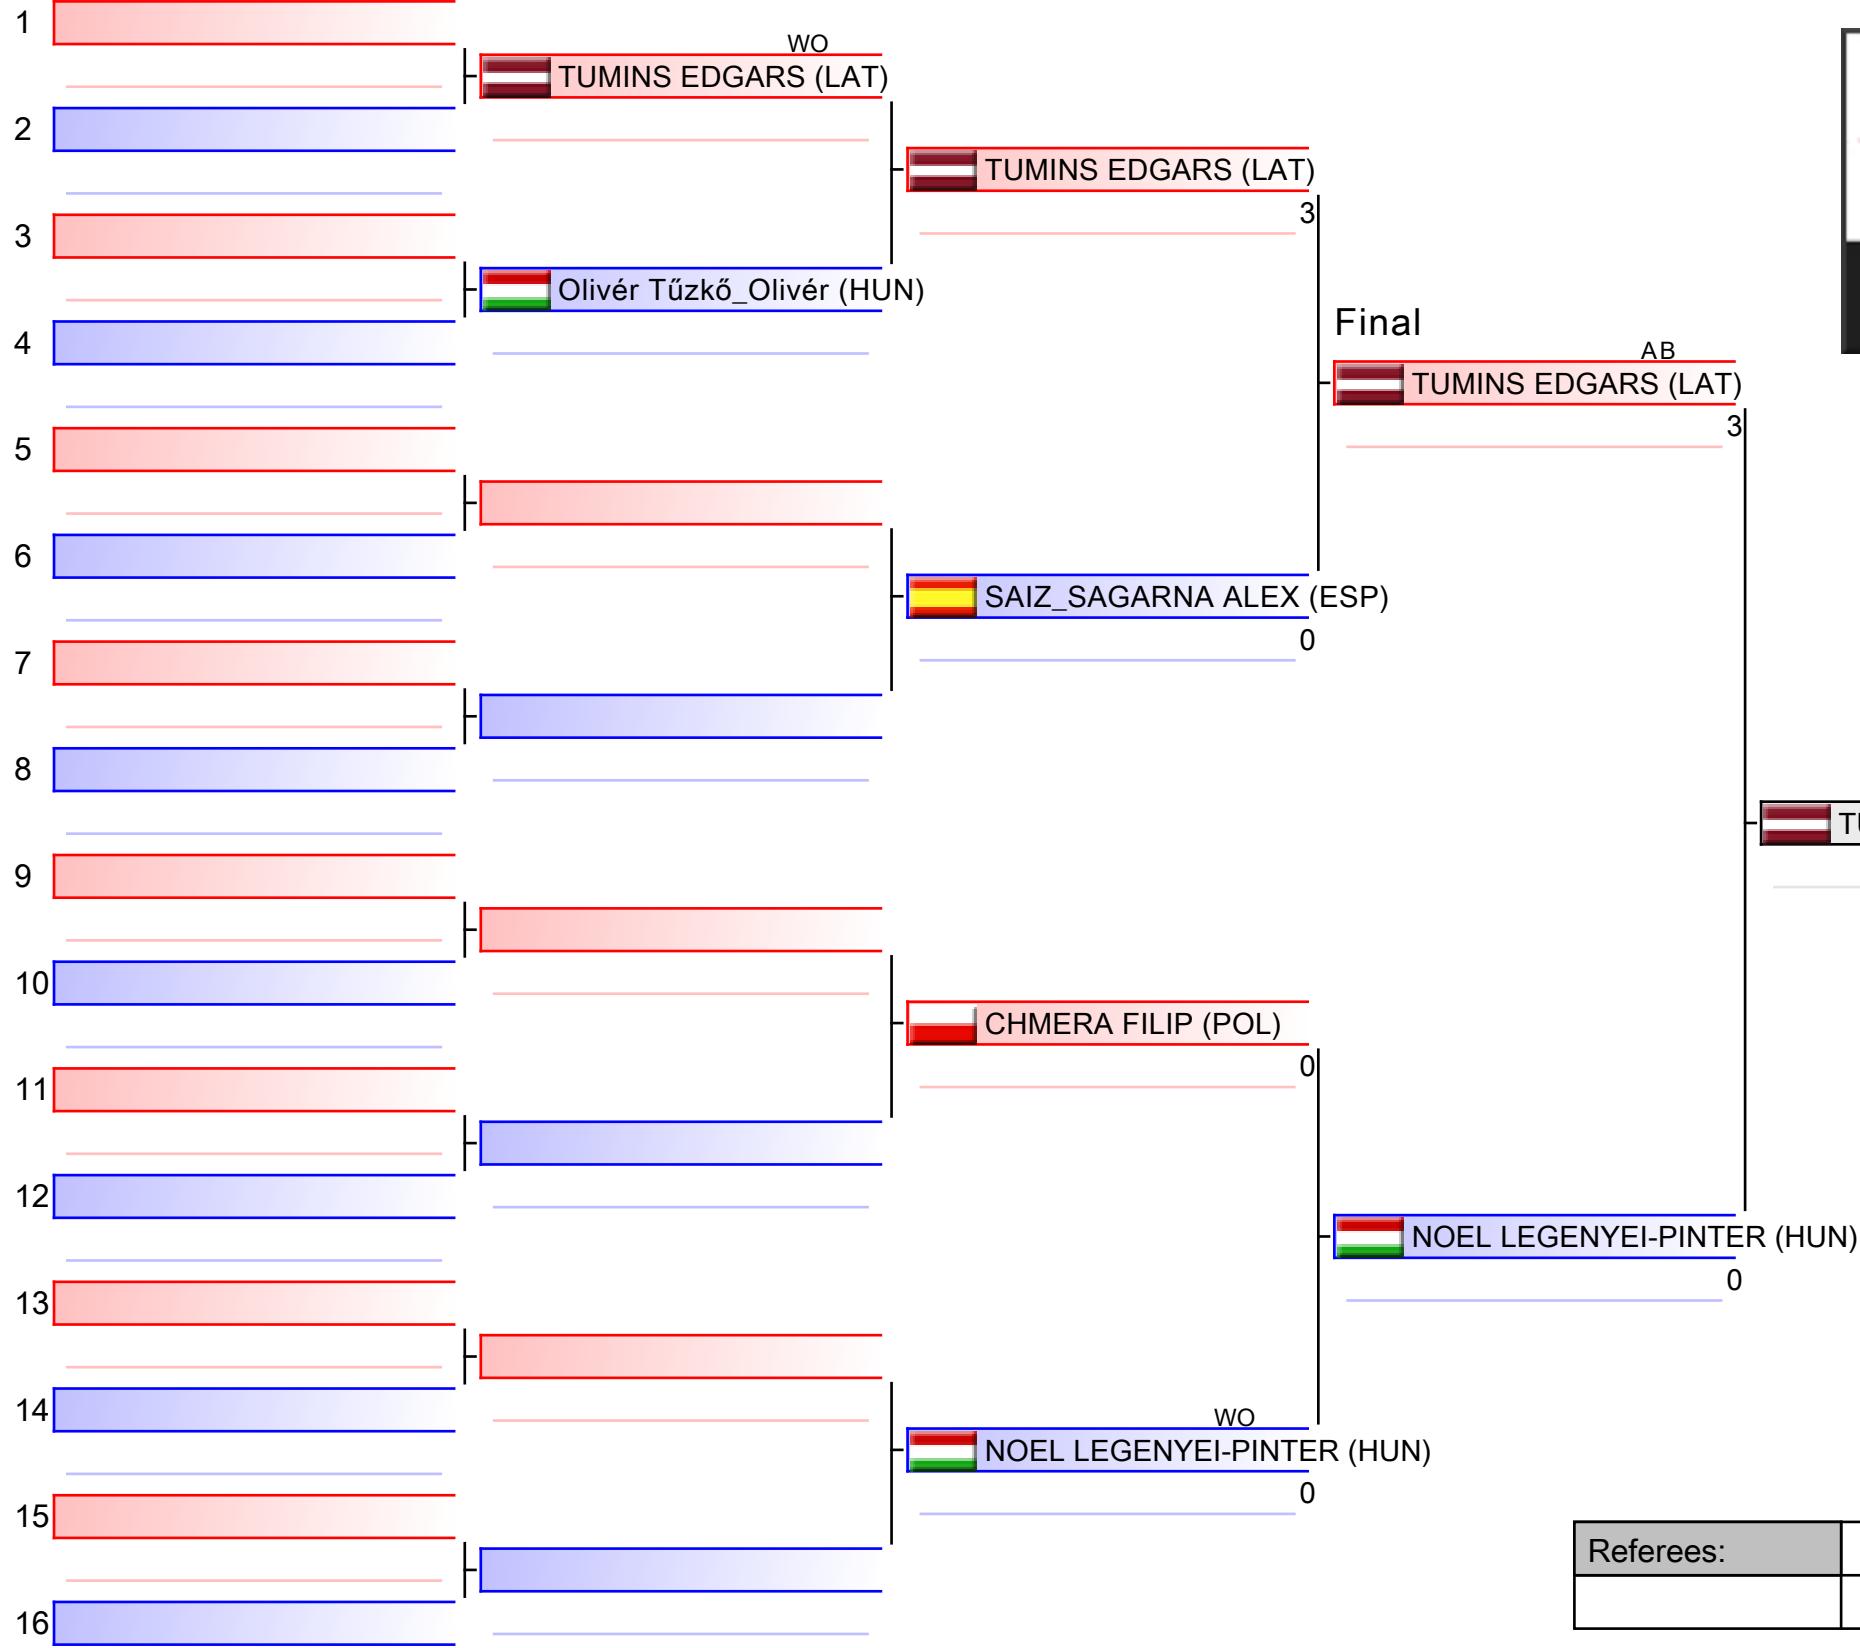 1
WO
TUMINS EDGARS (LAT)
2
TUMINS EDGARS (LAT)
3
3
Olivér Tűzkő_Olivér (HUN)
Final
4
AB
TUMINS EDGARS (LAT)
3
5
6
SAIZ_SAGARNA ALEX (ESP)
0
7
8
TU
9
10
CHMERA FILIP (POL)
0
11
12
NOEL LEGENYEI-PINTER (HUN)
0
13
14
WO
NOEL LEGENYEI-PINTER (HUN)
0
15
Referees:
16